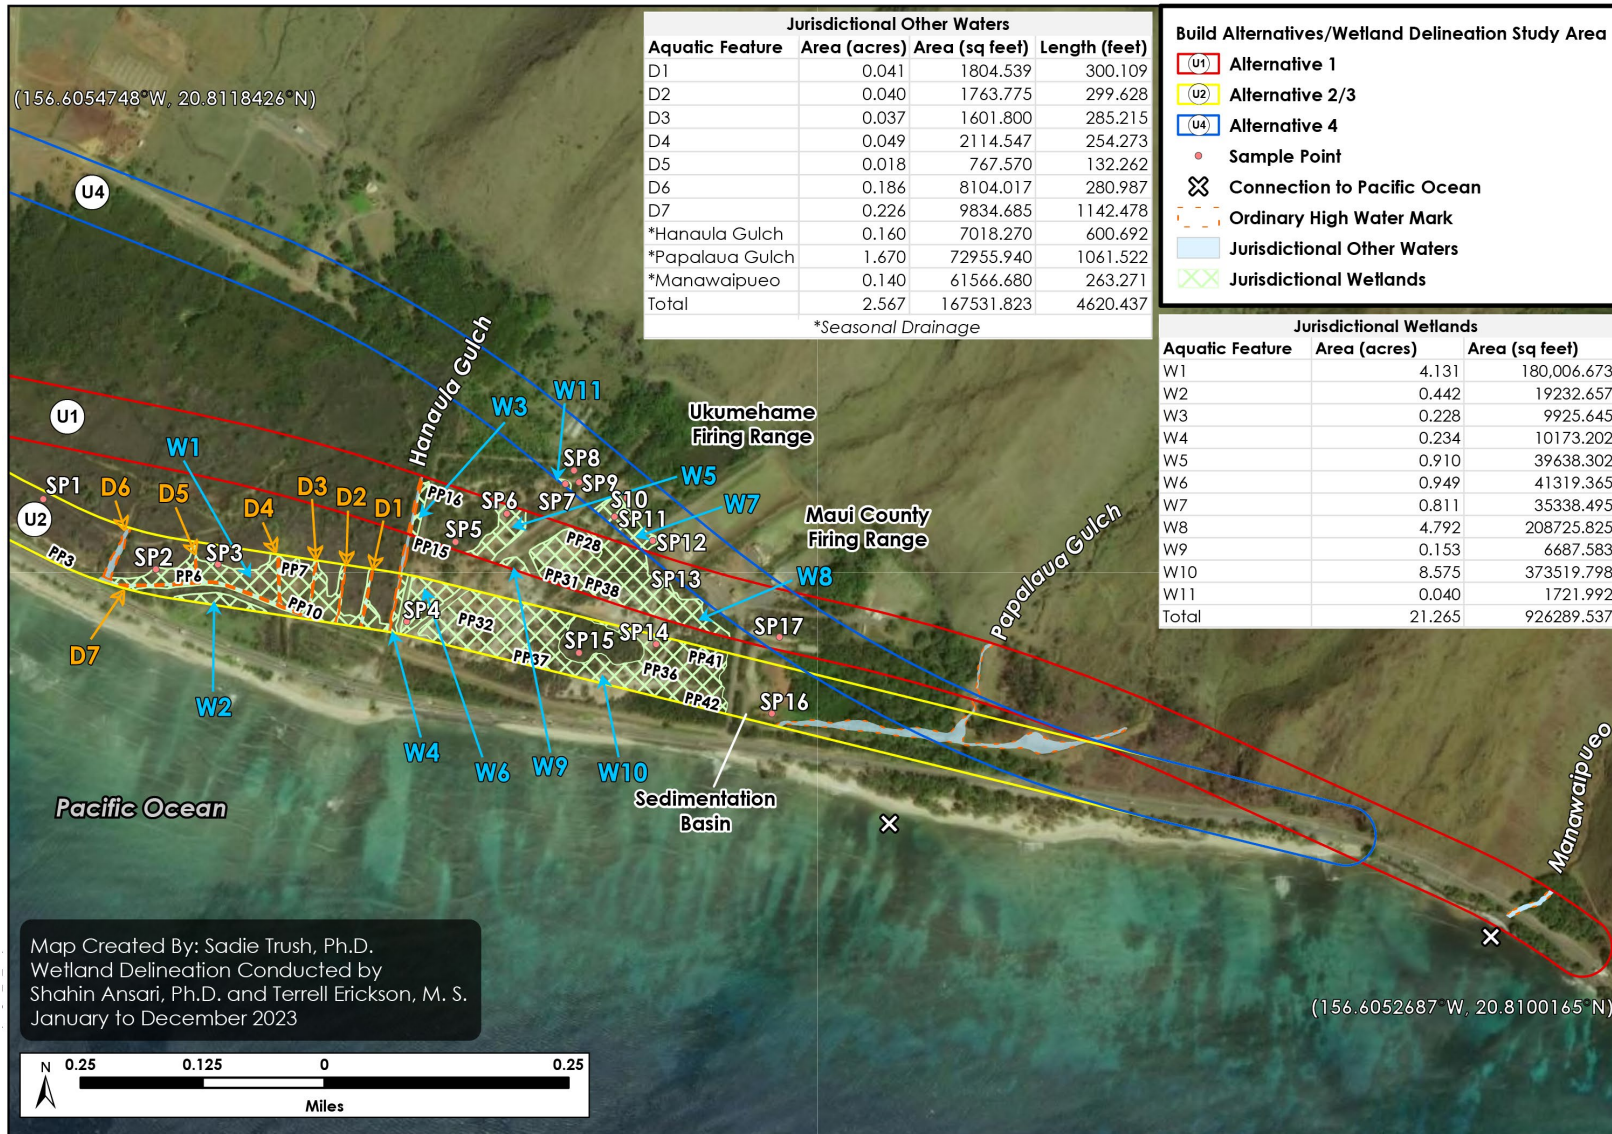 Jurisdictional Other Waters
Aquatic Feature Area (acres) Area (sq feet) Length (feet)
D1 0.041 1804.539 300.109
D2 0.040 1763.775 299.628
D3 0.037 1601.800 285.215
D4 0.049 2114.547 254.273
D5 0.018 767.570 132.262
D6 0.186 8104.017 280.987
D7 0.226 9834.685 1142.478
*Hanaula Gulch 0.160 7018.270 600.692
*Papalaua Gulch 1.670 72955.940 1061.522
*Manawaipueo 0.140 61566.680 263.271
Total 2.567 167531.823 4620.437
*Seasonal Drainage
Build Alternatives/Wetland Delineation Study Area
U1 Alternative 1
U2 Alternative 2/3
U4 Alternative 4
Sample Point
Connection to Pacific Ocean
Ordinary High Water Mark
Jurisdictional Other Waters
Jurisdictional Wetlands
Jurisdictional Wetlands
Aquatic Feature Area (acres) Area (sq feet)
W1 4.131 180,006.673
W2 0.442 19232.657
W3 0.228 9925.645
W4 0.234 10173.202
W5 0.910 39638.302
W6 0.949 41319.365
W7 0.811 35338.495
W8 4.792 208725.825
W9 0.153 6687.583
W10 8.575 373519.798
W11 0.040 1721.992
Total 21.265 926289.537
(156.6054748°W, 20.8118426°N)
U4
U1
U2
Hanaula Gulch
W11
W3
Ukumehame
Firing Range
W1
SP8
SP9
W5
SP1
D6
D5
D3
D2
D1
D4
PP16
SP6
SP7
S10
W7
SP11
Maui County
Firing Range
Papalaua Gulch
SP5
SP12
PP28
PP15
PP3
SP2
SP3
PP6
PP7
PP31
PP38
SP13
W8
PP10
SP4
PP32
SP15
SP14
SP17
D7
PP37
PP36
PP41
PP42
SP16
W2
W4
W6
W9
W10
Sedimentation
Basin
Manawaipueo
Pacific Ocean
(156.6052687°W, 20.8100165°N)
Map Created By: Sadie Trush, Ph.D.
Wetland Delineation Conducted by
Shahin Ansari, Ph.D. and Terrell Erickson, M. S.
January to December 2023
N
0.25 0.125 0 0.25
Miles